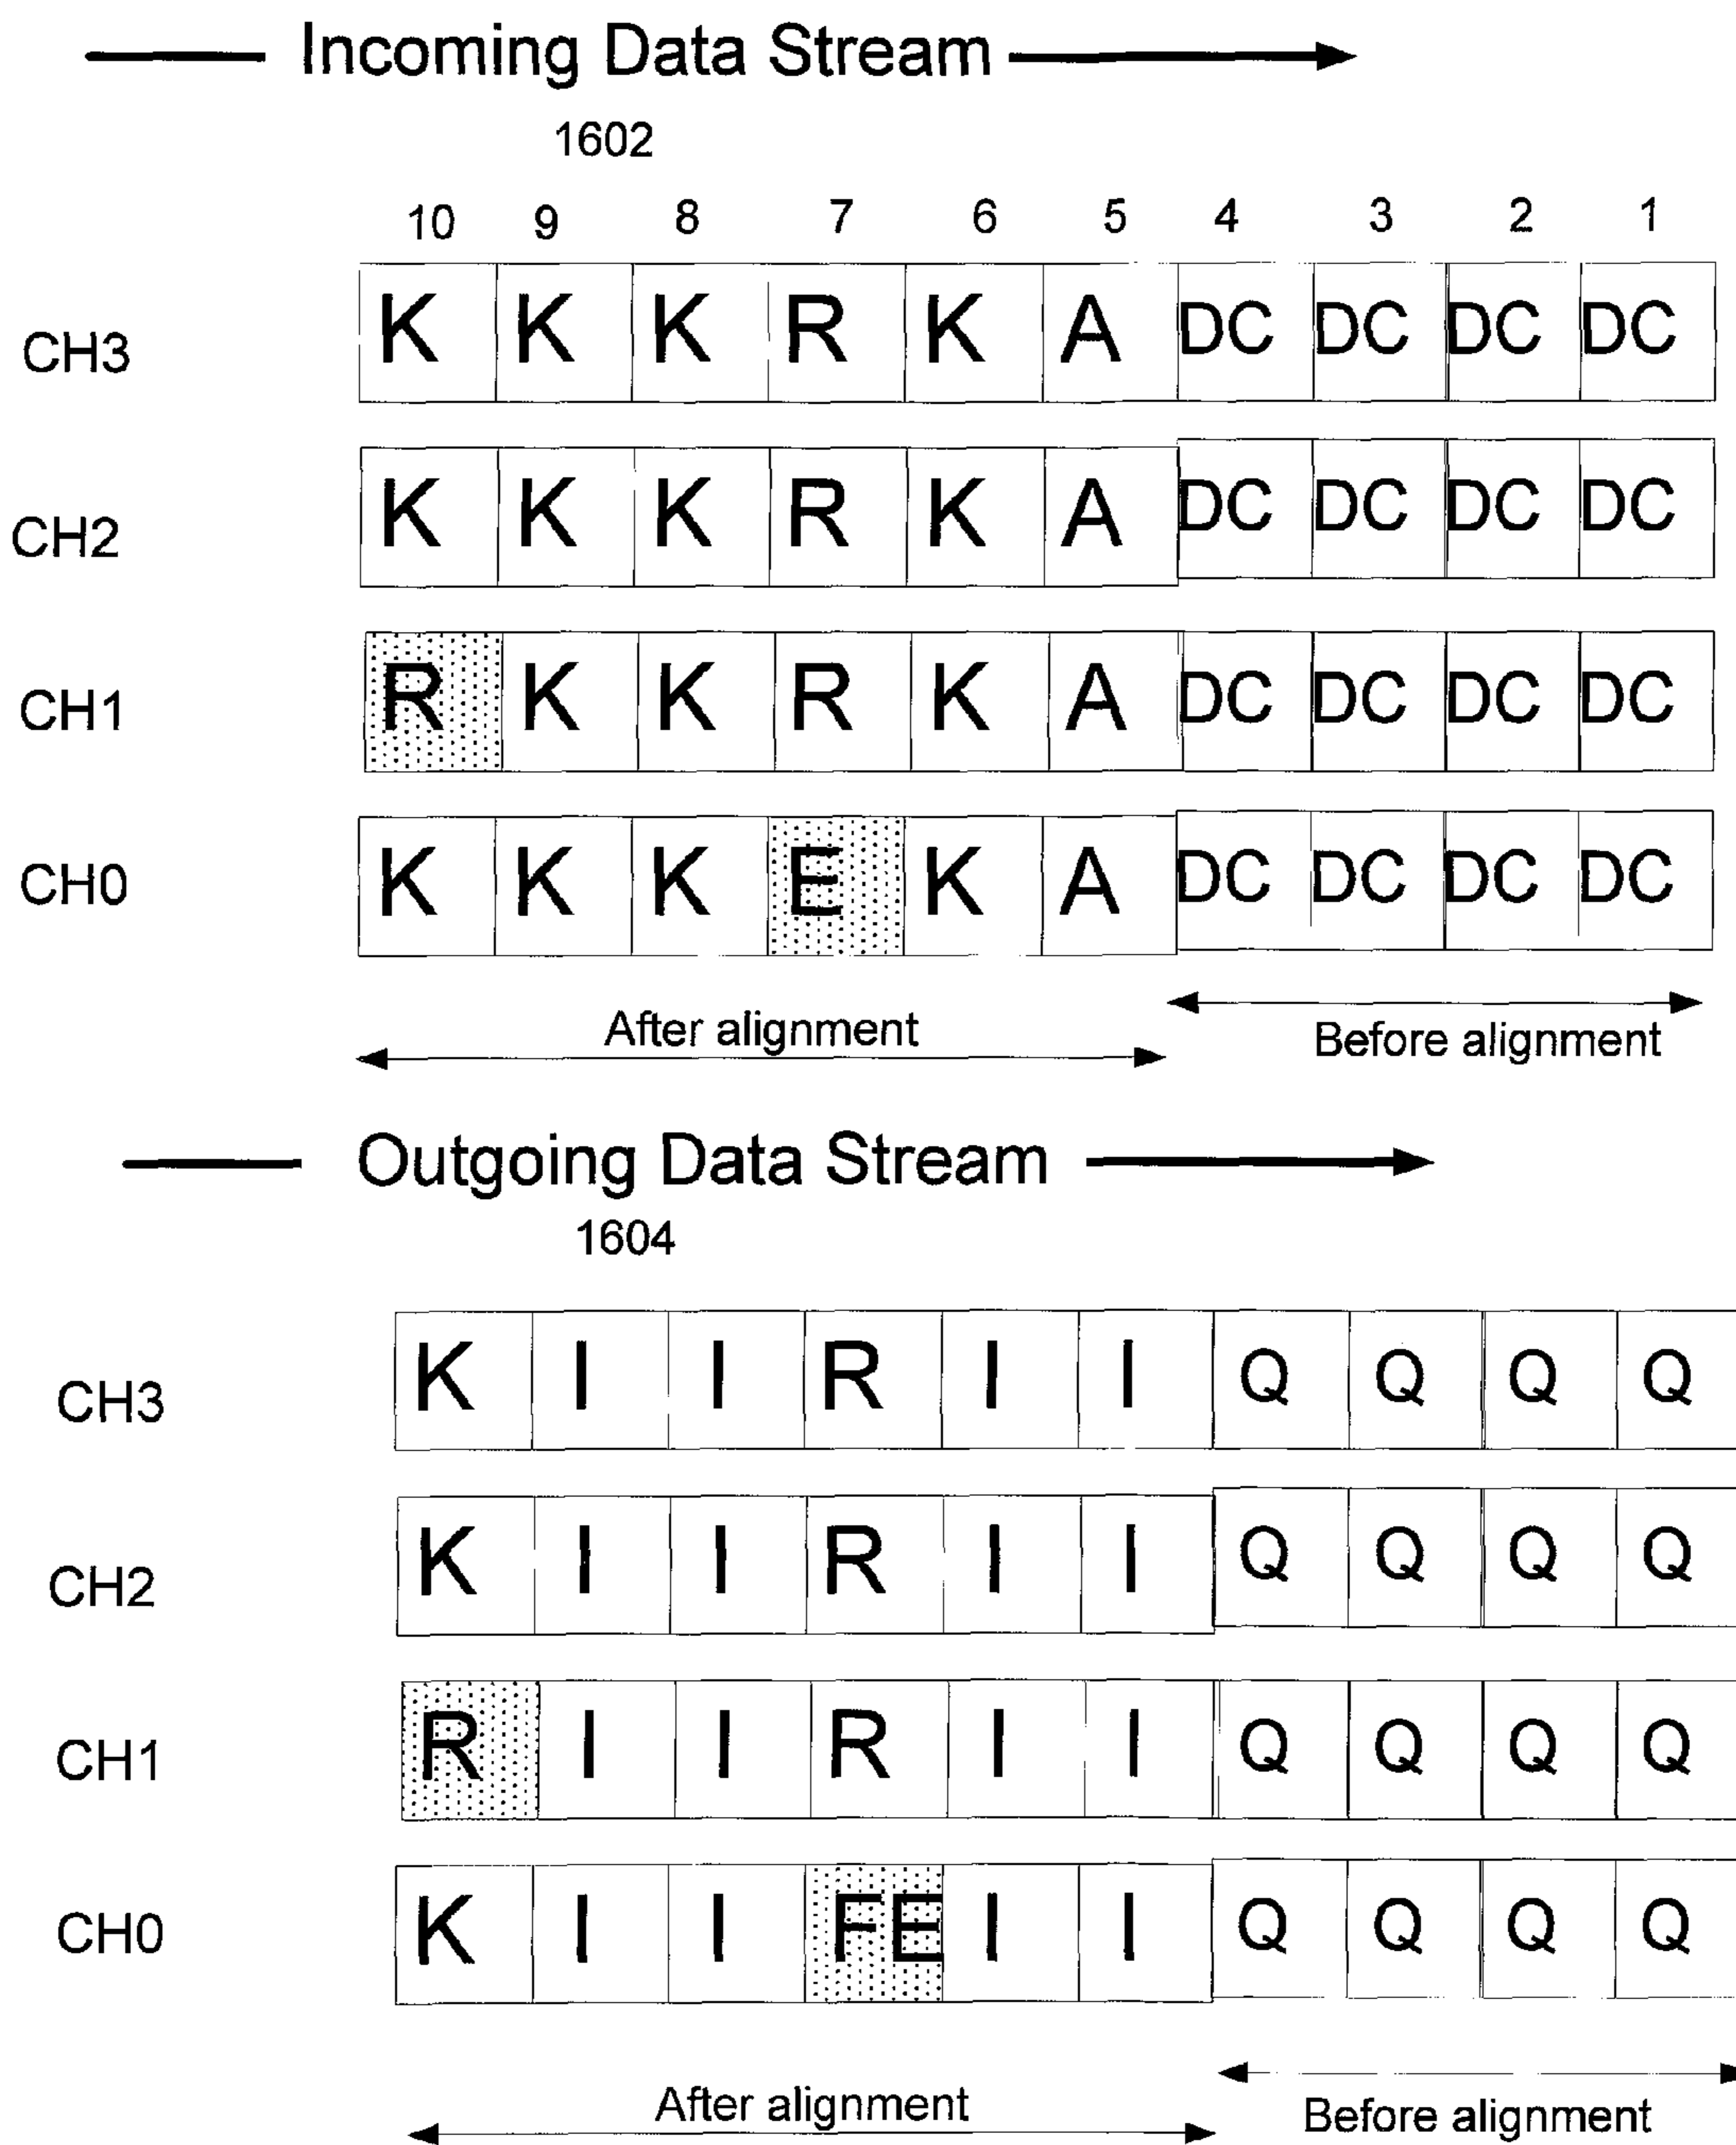 Incoming Data Stream
1602
10 9 8 7 6 5 4 3 2 1
CH3 K K K R K A DC DC DC DC
CH2 K K K R K A DC DC DC DC
CH1 R K K R K A DC DC DC DC
CH0 K K K E K A DC DC DC DC
After alignment Before alignment
Outgoing Data Stream
1604
CH3 K I I R I I Q Q Q Q
CH2 K I I R I I Q Q Q Q
CH1 R I I R I I Q Q Q Q
CH0 K I I FE I I Q Q Q Q
After alignment Before alignment